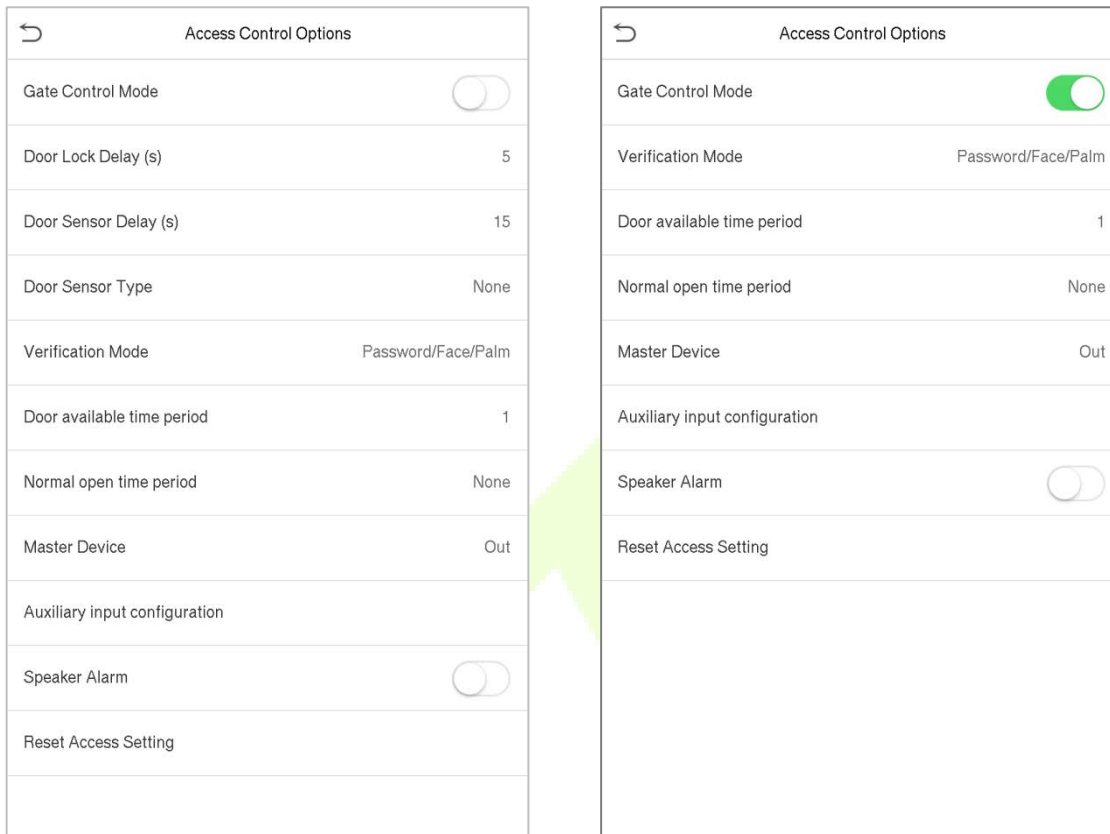 Access Control Options
Gate Control Mode
Door Lock Delay (s) 5
Door Sensor Delay (s) 15
Door Sensor Type None
Verification Mode Password/Face/Palm
Door available time period 1
Normal open time period None
Master Device Out
Auxiliary input configuration
Speaker Alarm
Reset Access Setting
Access Control Options
Gate Control Mode
Verification Mode Password/Face/Palm
Door available time period 1
Normal open time period None
Master Device Out
Auxiliary input configuration
Speaker Alarm
Reset Access Setting